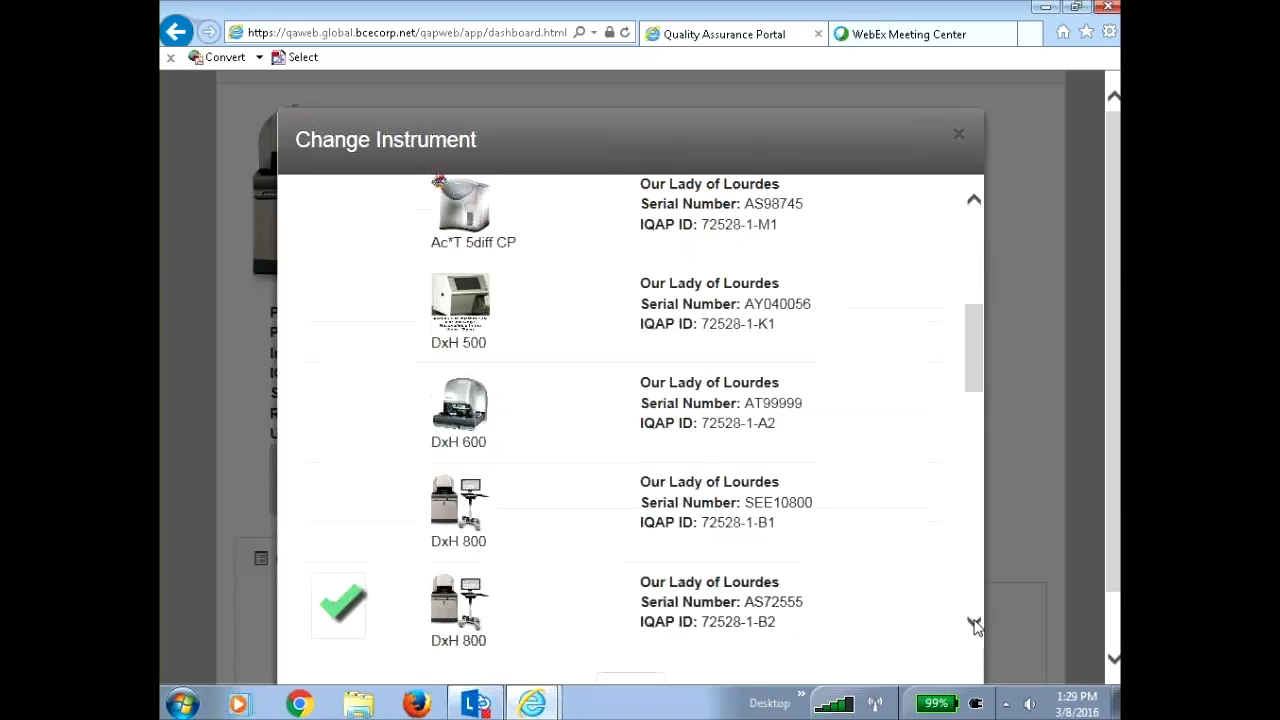 https://qaweb.global.bcecorp.net/qapweb/app/dashboard.html
Quality Assurance Portal
WebEx Meeting Center
Convert
Select
Change Instrument
Our Lady of Lourdes
Serial Number: AS98745
IQAP ID: 72528-1-M1
Ac*T 5diff CP
Our Lady of Lourdes
Serial Number: AY040056
IQAP ID: 72528-1-K1
DxH 500
Our Lady of Lourdes
Serial Number: AT99999
IQAP ID: 72528-1-A2
DxH 600
Our Lady of Lourdes
Serial Number: SEE10800
IQAP ID: 72528-1-B1
DxH 800
Our Lady of Lourdes
Serial Number: AS72555
IQAP ID: 72528-1-B2
DxH 800
Desktop
99%
1:29 PM
3/8/2016